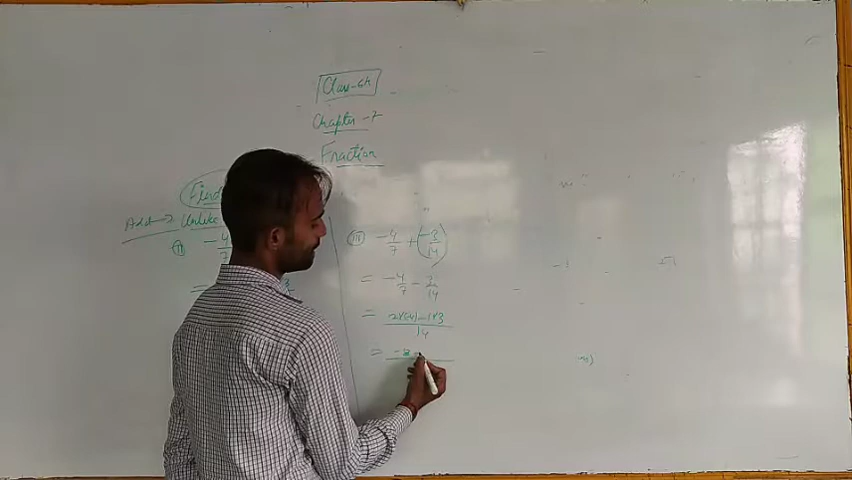 Class-6th
Chapter-7
Fraction
Find
Add → Unlike
(ii) -4/7
=
(iii) -4/7 + (-3/14)
= -4/7 - 3/14
= 2×(-4)-1×3/14
= -8 -